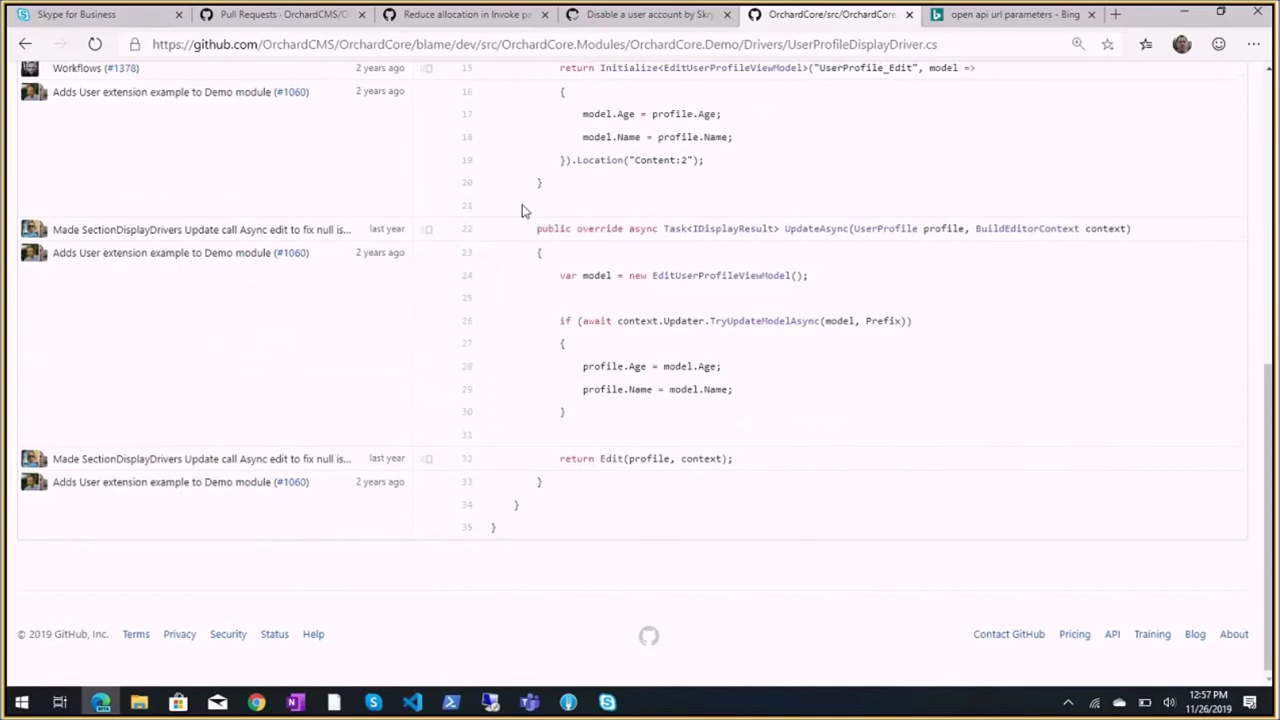 Skype for Business
Pull Requests · OrchardCMS/O
Reduce allocation in Invoke pa
Disable a user account by Skry
OrchardCore/src/OrchardCore.
open api url parameters - Bing
https://github.com/OrchardCMS/OrchardCore/blame/dev/src/OrchardCore.Modules/OrchardCore.Demo/Drivers/UserProfileDisplayDriver.cs
Workflows (#1378) 2 years ago 15 return Initialize<EditUserProfileViewModel>("UserProfile_Edit", model =>
Adds User extension example to Demo module (#1060) 2 years ago 16 {
17 model.Age = profile.Age;
18 model.Name = profile.Name;
19 }).Location("Content:2");
20 }
21
Made SectionDisplayDrivers Update call Async edit to fix null is... last year 22 public override async Task<IDisplayResult> UpdateAsync(UserProfile profile, BuildEditorContext context)
Adds User extension example to Demo module (#1060) 2 years ago 23 {
24 var model = new EditUserProfileViewModel();
25
26 if (await context.Updater.TryUpdateModelAsync(model, Prefix))
27 {
28 profile.Age = model.Age;
29 profile.Name = model.Name;
30 }
31
Made SectionDisplayDrivers Update call Async edit to fix null is... last year 32 return Edit(profile, context);
Adds User extension example to Demo module (#1060) 2 years ago 33 }
34 }
35 }
© 2019 GitHub, Inc. Terms Privacy Security Status Help Contact GitHub Pricing API Training Blog About
12:57 PM
11/26/2019